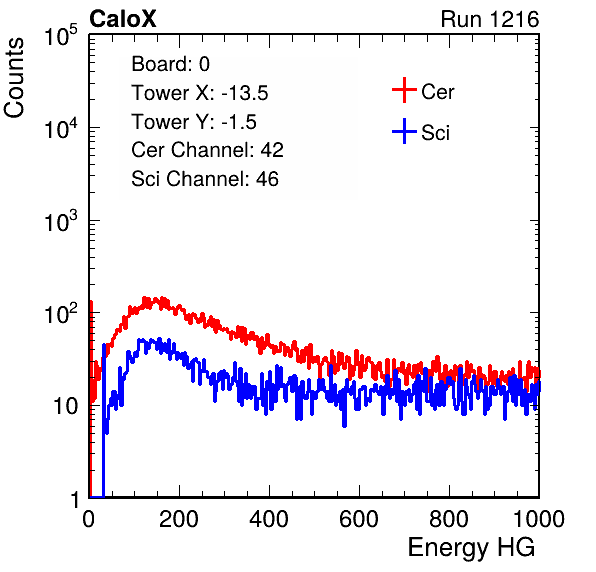 CaloX Run 1216
Counts
10^5
10^4
10^3
10^2
10
1
Board: 0
Tower X: -13.5
Tower Y: -1.5
Cer Channel: 42
Sci Channel: 46
Cer
Sci
0 200 400 600 800 1000
Energy HG